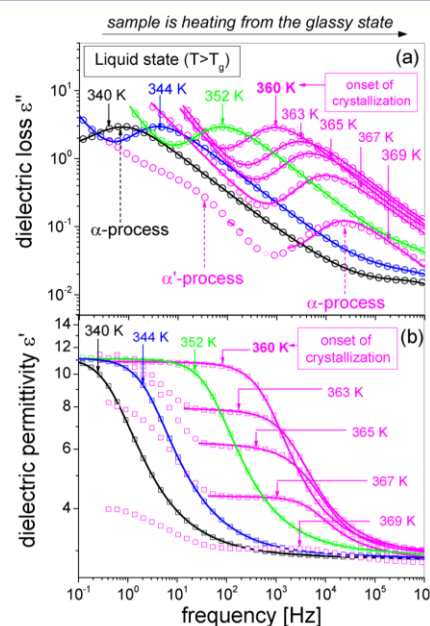 sample is heating from the glassy state
Liquid state (T>Tg)
(a)
340 K
344 K
352 K
360 K
onset of
crystallization
363 K
365 K
367 K
369 K
α-process
α'-process
α-process
dielectric loss ε''
10¹
10⁰
10⁻¹
10⁻²
(b)
340 K
344 K
352 K
360 K
onset of
crystallization
363 K
365 K
367 K
369 K
dielectric permittivity ε'
14
12
10
8
6
4
10⁻¹ 10⁰ 10¹ 10² 10³ 10⁴ 10⁵ 10⁶
frequency [Hz]